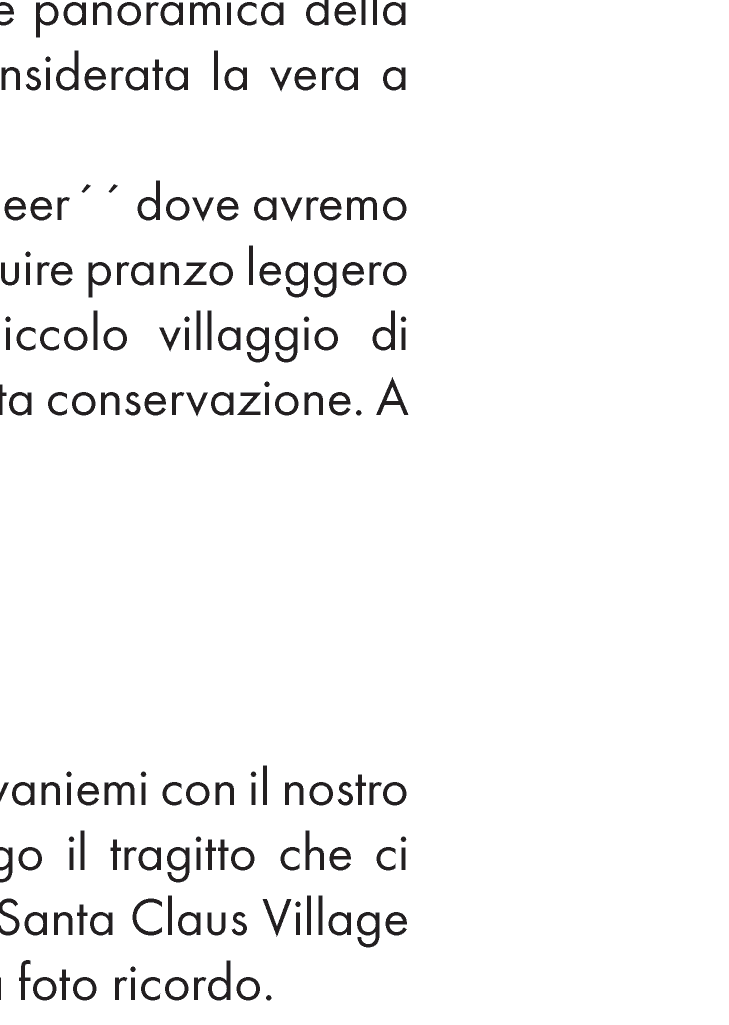 e panoramica della
nsiderata la vera a
eer´´ dove avremo
uire pranzo leggero
iccolo villaggio di
ta conservazione. A
vaniemi con il nostro
go il tragitto che ci
Santa Claus Village
a foto ricordo.